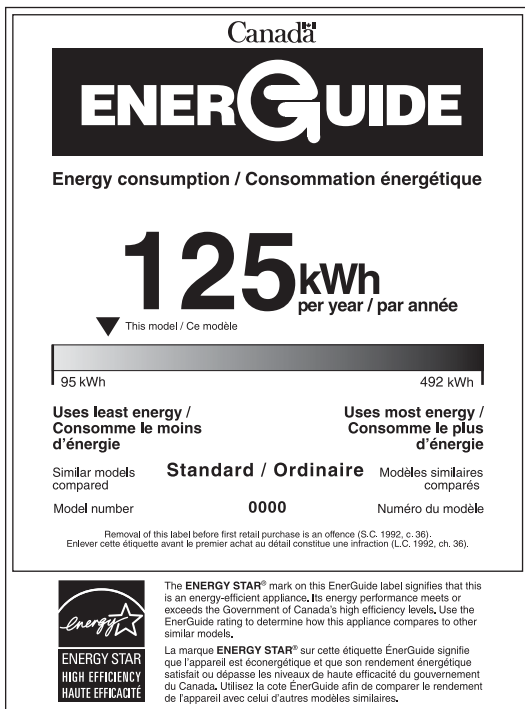 Canada
ENERGUIDE
Energy consumption / Consommation énergétique
125 kWh
per year / par année
This model / Ce modèle
95 kWh 492 kWh
Uses least energy / Uses most energy /
Consomme le moins Consomme le plus
d'énergie d'énergie
Similar models Standard / Ordinaire Modèles similaires
compared comparés
Model number 0000 Numéro du modèle
Removal of this label before first retail purchase is an offence (S.C. 1992, c. 36).
Enlever cette étiquette avant le premier achat au détail constitue une infraction (L.C. 1992, ch. 36).
energy
ENERGY STAR
HIGH EFFICIENCY
HAUTE EFFICACITÉ
The ENERGY STAR® mark on this EnerGuide label signifies that this
is an energy-efficient appliance. Its energy performance meets or
exceeds the Government of Canada's high efficiency levels. Use the
EnerGuide rating to determine how this appliance compares to other
similar models.
La marque ENERGY STAR® sur cette étiquette ÉnerGuide signifie
que l'appareil est éconergétique et que son rendement énergétique
satisfait ou dépasse les niveaux de haute efficacité du gouvernement
du Canada. Utilisez la cote ÉnerGuide afin de comparer le rendement
de l'appareil avec celui d'autres modèles similaires.